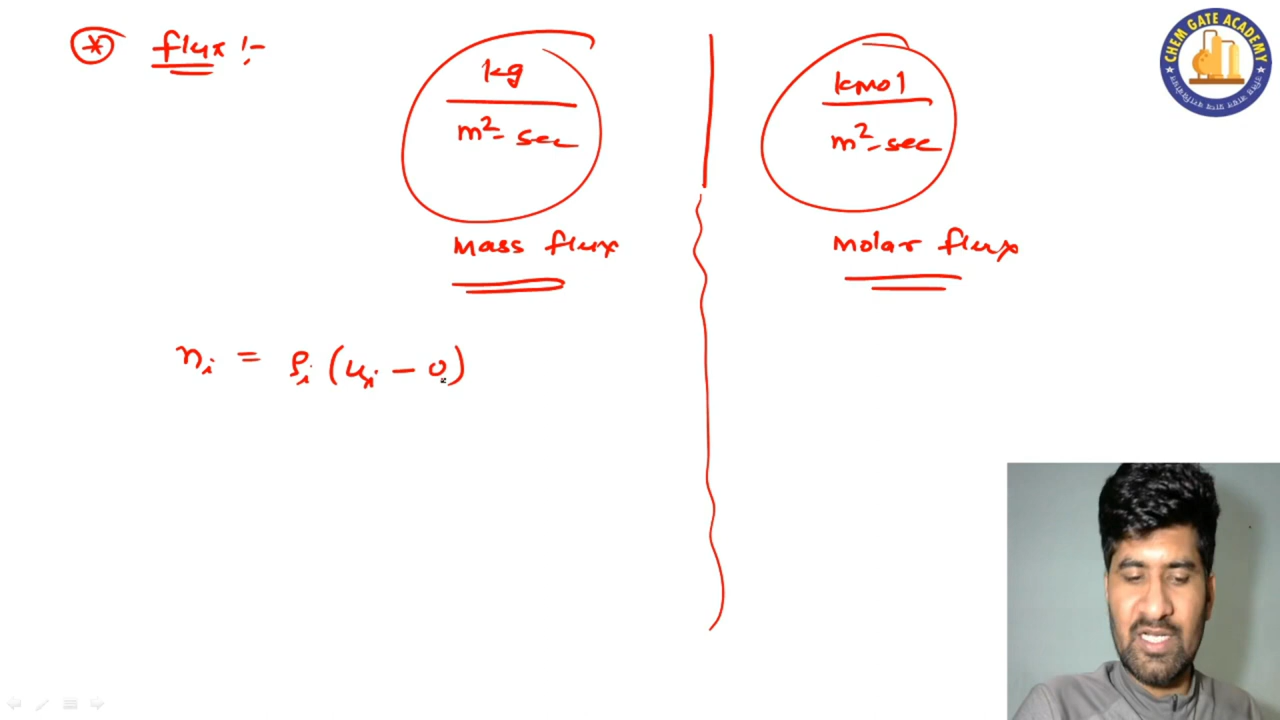 * flux :-
kg
m² - sec
mass flux
kmol
m² - sec
Molar flux
nᵢ = ρᵢ (uᵢ - 0)
CHEM GATE ACADEMY